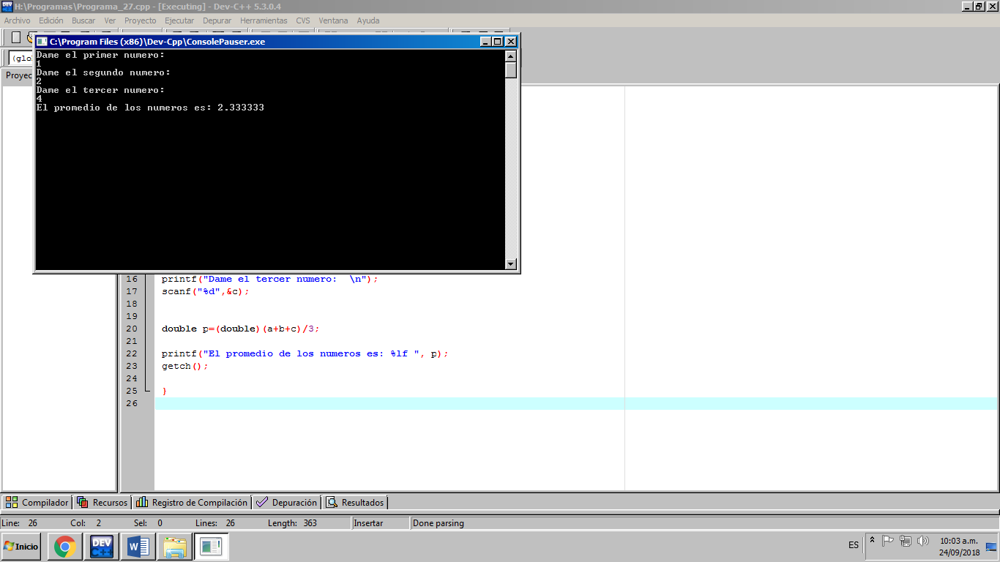 H:\Programas\Programa_27.cpp - [Executing] - Dev-C++ 5.3.0.4
Archivo Edición Buscar Ver Proyecto Ejecutar Depurar Herramientas CVS Ventana Ayuda
C:\Program Files (x86)\Dev-Cpp\ConsolePauser.exe
(glo
Proyec
Dame el primer numero:
1
Dame el segundo numero:
2
Dame el tercer numero:
4
El promedio de los numeros es: 2.333333
16 printf("Dame el tercer numero:  \n");
17 scanf("%d",&c);
18
19
20 double p=(double)(a+b+c)/3;
21
22 printf("El promedio de los numeros es: %lf ", p);
23 getch();
24
25 }
26
Compilador Recursos Registro de Compilación Depuración Resultados
Line: 26 Col: 2 Sel: 0 Lines: 26 Length: 363 Insertar Done parsing
Inicio DEV C++ W ES 10:03 a.m.
24/09/2018